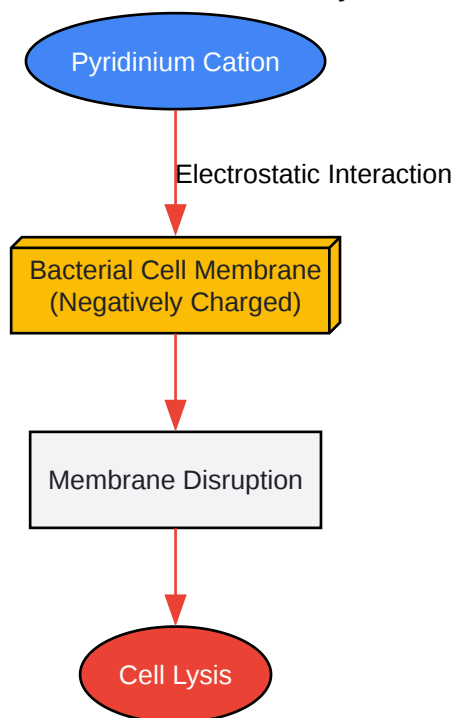 Pyridinium Cation
Electrostatic Interaction
Bacterial Cell Membrane
(Negatively Charged)
Membrane Disruption
Cell Lysis